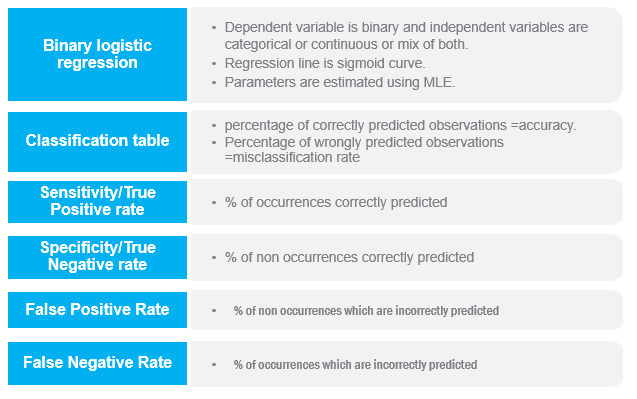 Binary logistic
regression
• Dependent variable is binary and independent variables are
categorical or continuous or mix of both.
• Regression line is sigmoid curve.
• Parameters are estimated using MLE.
Classification table
• percentage of correctly predicted observations =accuracy.
• Percentage of wrongly predicted observations
=misclassification rate
Sensitivity/True
Positive rate
• % of occurrences correctly predicted
Specificity/True
Negative rate
• % of non occurrences correctly predicted
False Positive Rate
• % of non occurrences which are incorrectly predicted
False Negative Rate
• % of occurrences which are incorrectly predicted